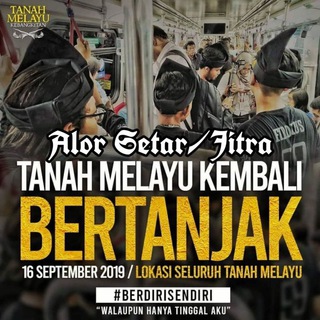 TANAH MELAYU
KEBANGKITAN
Alor Setar/Jitra
TANAH MELAYU KEMBALI
BERTANJAK
16 SEPTEMBER 2019 / LOKASI SELURUH TANAH MELAYU
#BERDIRISENDIRI
"WALAUPUN HANYA TINGGAL AKU"